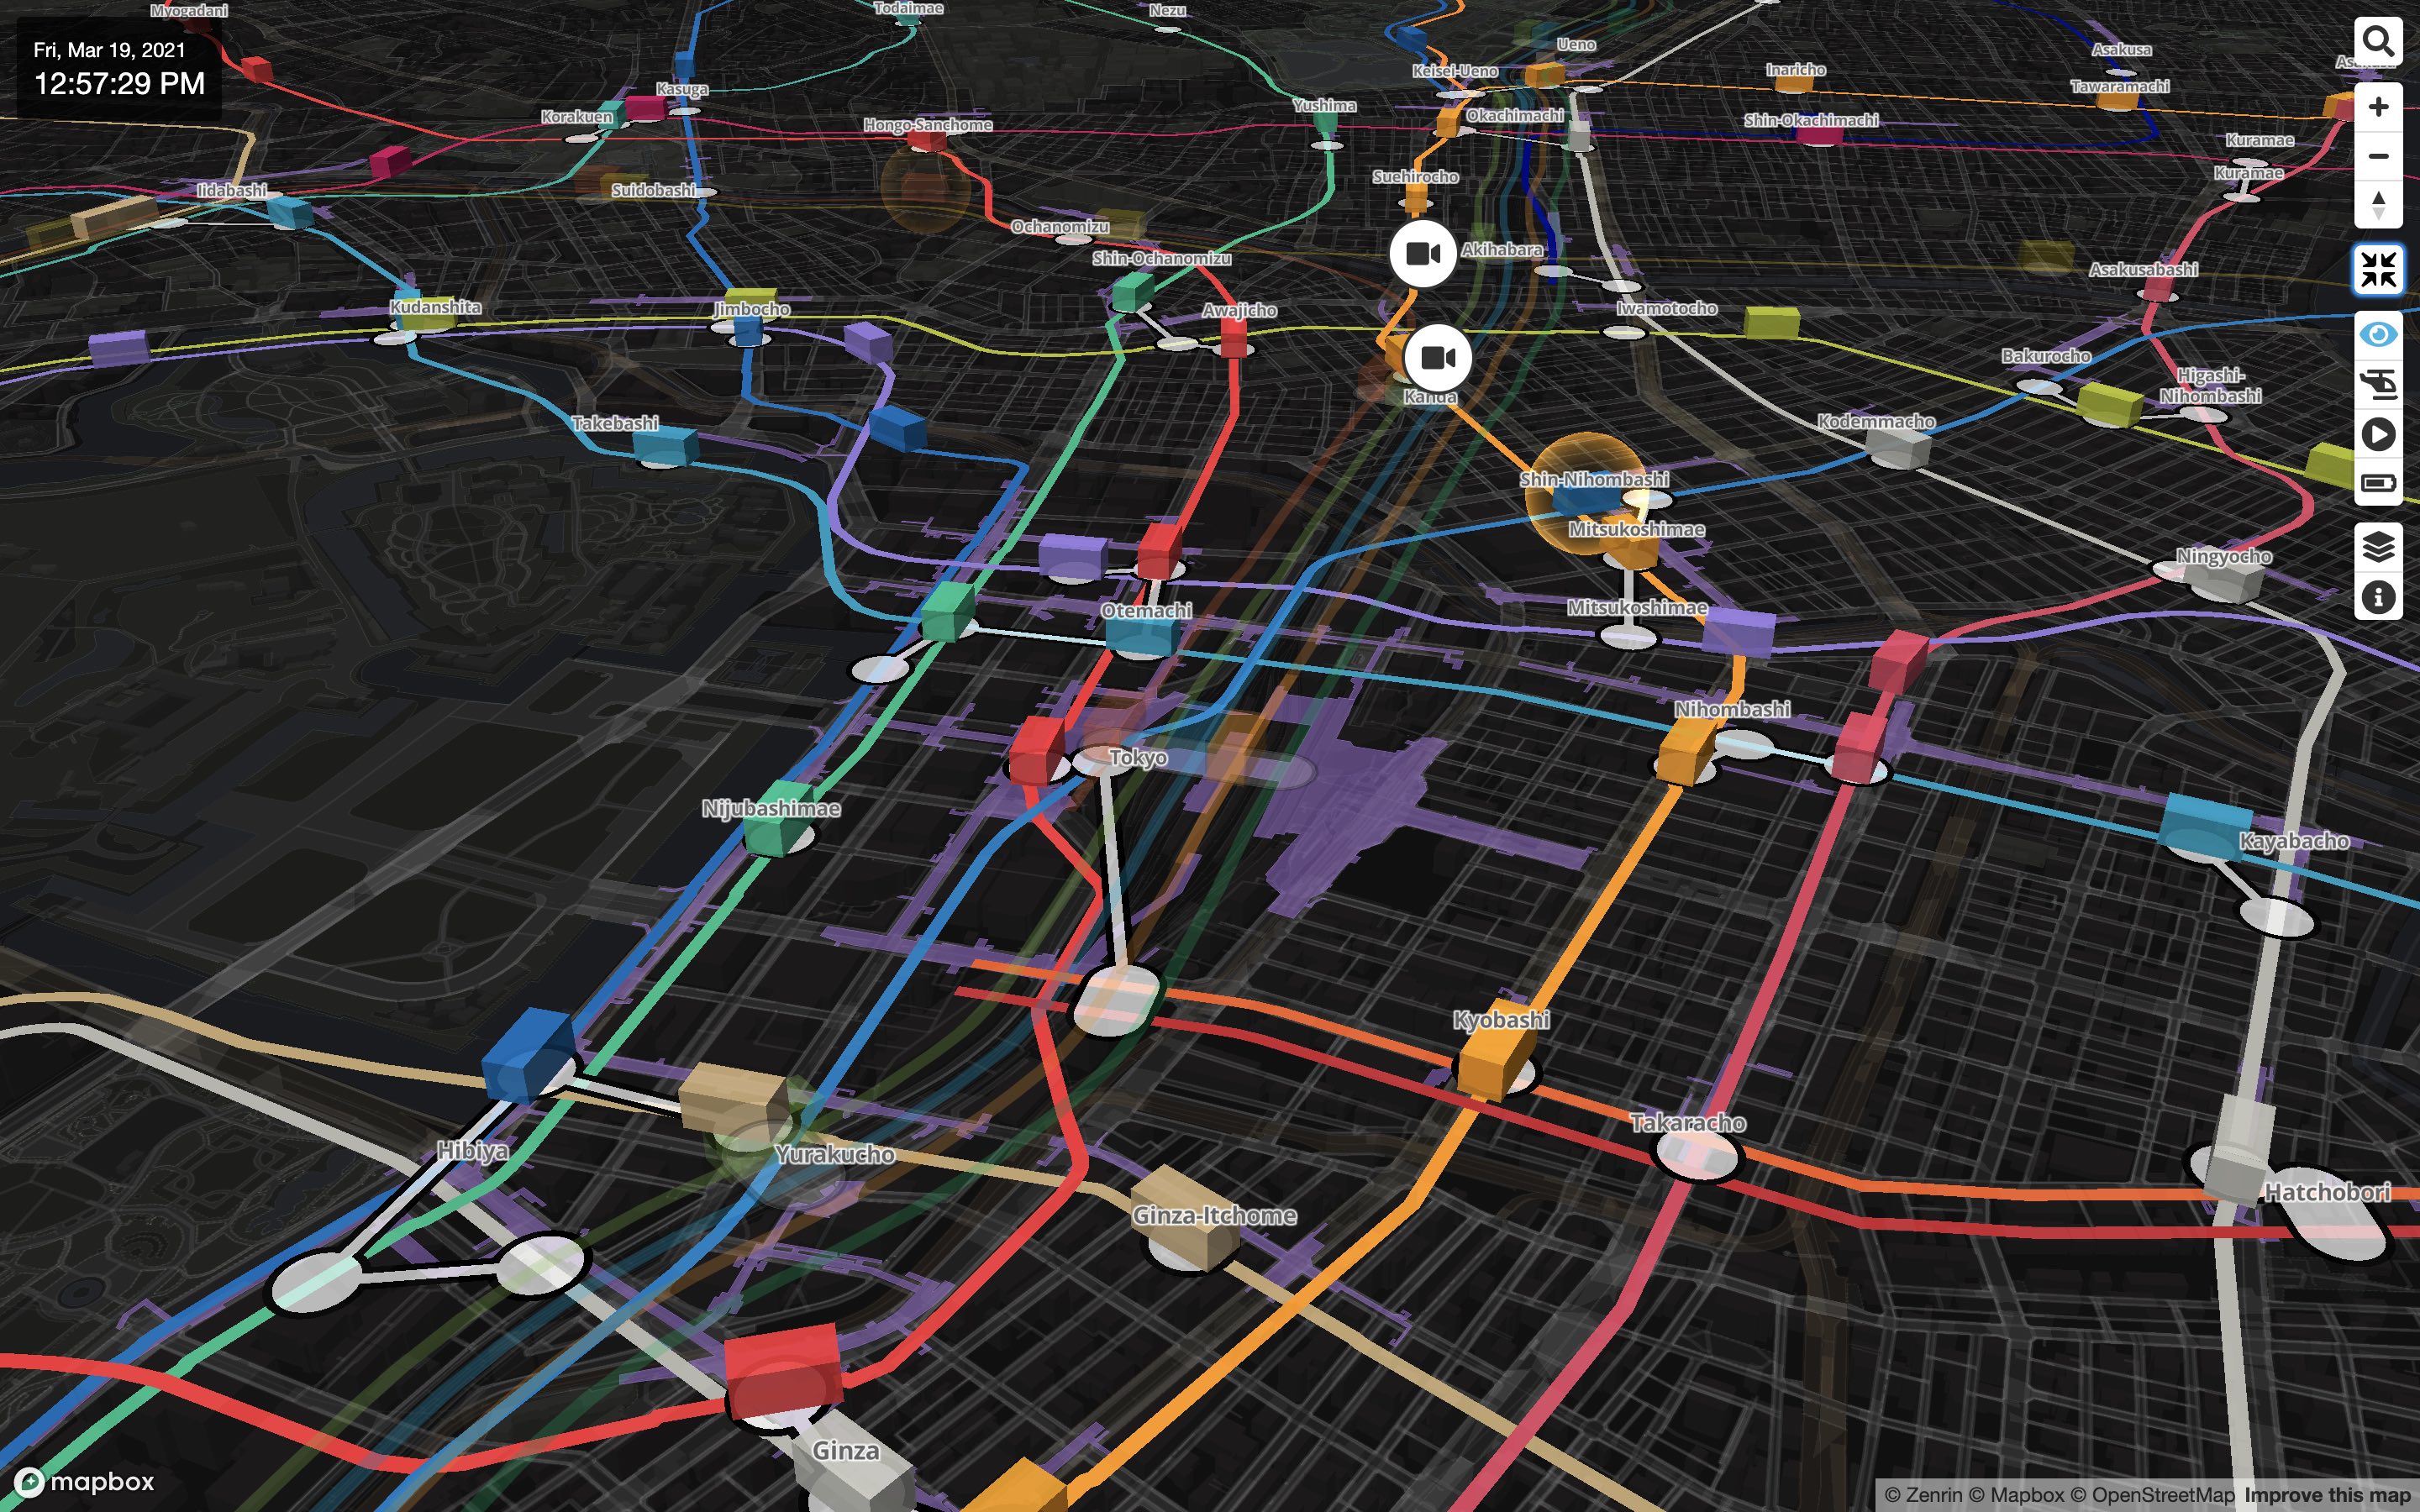 Myogadani
Todaimae
Nezu
Fri, Mar 19, 2021
12:57:29 PM
Ueno
Asakusa
Keisei-Ueno
Inaricho
Tawaramachi
Kasuga
Yushima
Korakuen
Okachimachi
Hongo-Sanchome
Shin-Okachimachi
Kuramae
Kuramae
Suehirocho
Iidabashi
Suidobashi
Ochanomizu
Akihabara
Shin-Ochanomizu
Asakusabashi
Kudanshita
Jimbocho
Awajicho
Iwamotocho
Bakurocho
Higashi-
Nihombashi
Kanda
Takebashi
Kodemmacho
Shin-Nihombashi
Mitsukoshimae
Ningyocho
Otemachi
Mitsukoshimae
Nihombashi
Tokyo
Nijubashimae
Kayabacho
Kyobashi
Takaracho
Hibiya
Yurakucho
Hatchobori
Ginza-Itchome
Ginza
mapbox
© Zenrin © Mapbox © OpenStreetMap Improve this map